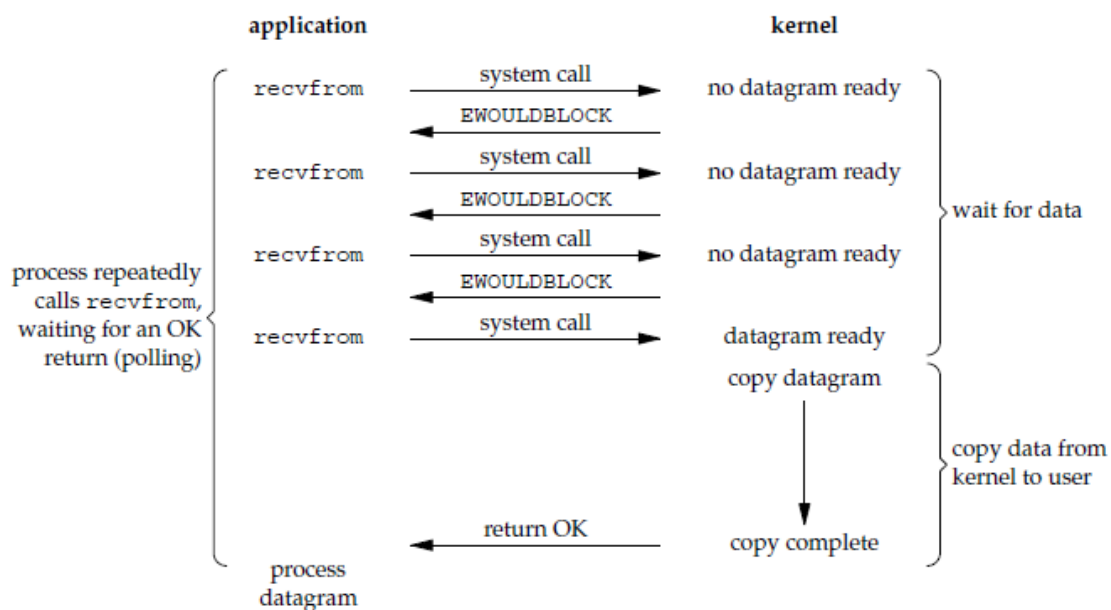 application kernel
recvfrom system call no datagram ready
EWOULDBLOCK
recvfrom system call no datagram ready
EWOULDBLOCK
wait for data
recvfrom system call no datagram ready
process repeatedly
calls recvfrom,
waiting for an OK
return (polling)
EWOULDBLOCK
recvfrom system call datagram ready
copy datagram
copy data from
kernel to user
return OK copy complete
process
datagram